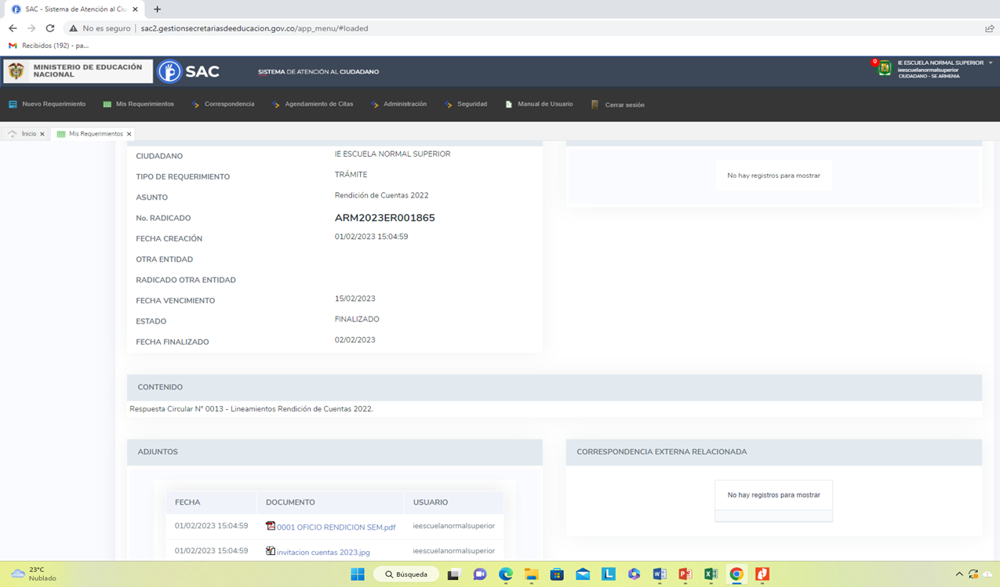 SAC - Sistema de Atención al Ciu
No es seguro | sac2.gestionsecretariasdeeducacion.gov.co/app_menu/#loaded
Recibidos (192) - pa...
MINISTERIO DE EDUCACIÓN
NACIONAL
SAC
SISTEMA DE ATENCIÓN AL CIUDADANO
0
IE ESCUELA NORMAL SUPERIOR
ieescuelanormalsuperior
CIUDADANO - SE ARMENIA
Nuevo Requerimiento Mis Requerimientos Correspondencia Agendamiento de Citas Administración Seguridad Manual de Usuario Cerrar sesión
Inicio Mis Requerimientos
CIUDADANO IE ESCUELA NORMAL SUPERIOR
TIPO DE REQUERIMIENTO TRÁMITE
ASUNTO Rendición de Cuentas 2022
No. RADICADO ARM2023ER001865
FECHA CREACIÓN 01/02/2023 15:04:59
OTRA ENTIDAD
RADICADO OTRA ENTIDAD
FECHA VENCIMIENTO 15/02/2023
ESTADO FINALIZADO
FECHA FINALIZADO 02/02/2023
No hay registros para mostrar
CONTENIDO
Respuesta Circular N° 0013 - Lineamientos Rendición de Cuentas 2022.
ADJUNTOS
FECHA DOCUMENTO USUARIO
01/02/2023 15:04:59 0001 OFICIO RENDICION SEM.pdf ieescuelanormalsuperior
01/02/2023 15:04:59 invitacion cuentas 2023.jpg ieescuelanormalsuperior
CORRESPONDENCIA EXTERNA RELACIONADA
No hay registros para mostrar
23°C
Nublado
Búsqueda